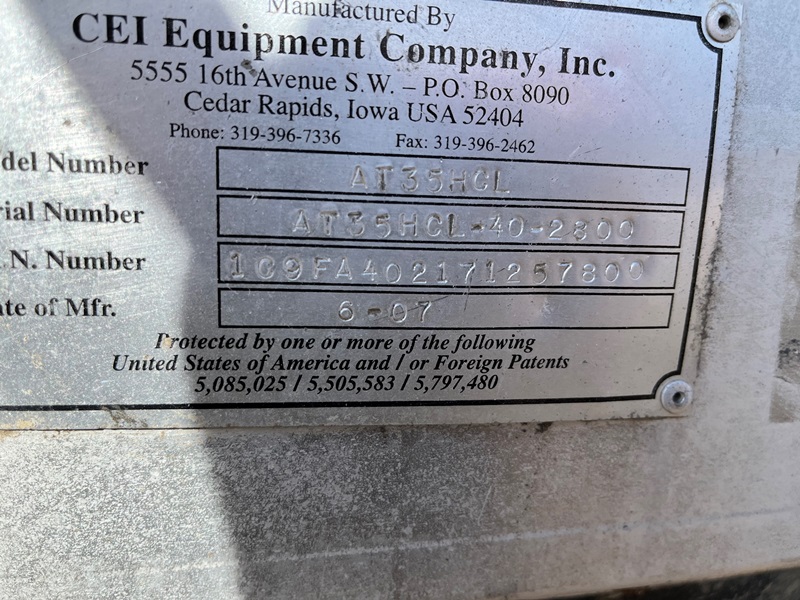 Manufactured By
CEI Equipment Company, Inc.
5555 16th Avenue S.W. – P.O. Box 8090
Cedar Rapids, Iowa USA 52404
Phone: 319-396-7336 Fax: 319-396-2462
del Number AT35HCL
ial Number AT35HCL-40-2800
N. Number 1C9FA402171257800
te of Mfr. 6-07
Protected by one or more of the following
United States of America and / or Foreign Patents
5,085,025 / 5,505,583 / 5,797,480